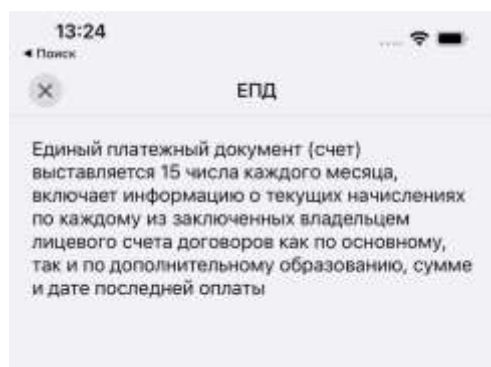 13:24
◀ Поиск
ЕПД
Единый платежный документ (счет)
выставляется 15 числа каждого месяца,
включает информацию о текущих начислениях
по каждому из заключенных владельцем
лицевого счета договоров как по основному,
так и по дополнительному образованию, сумме
и дате последней оплаты